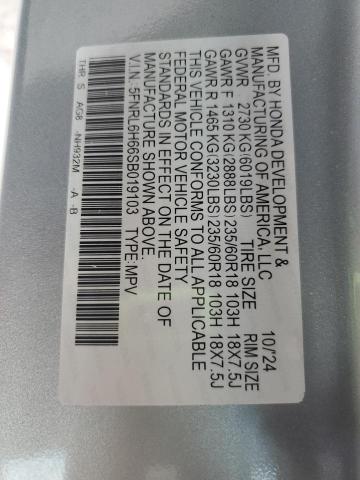 MFD. BY HONDA DEVELOPMENT &
MANUFACTURING OF AMERICA, LLC 10/'24
GVWR 2730 KG(6019LBS) TIRE SIZE RIM SIZE
GAWR F 1310 KG(2888LBS)235/60R18 103H 18X7.5J
GAWR R 1465 KG(3230LBS)235/60R18 103H 18X7.5J
THIS VEHICLE CONFORMS TO ALL APPLICABLE
FEDERAL MOTOR VEHICLE SAFETY
STANDARDS IN EFFECT ON THE DATE OF
MANUFACTURE SHOWN ABOVE.
V.I.N. 5FNRL6H66SB019103 TYPE:MPV
THR S AG8 -NH932M -A -B